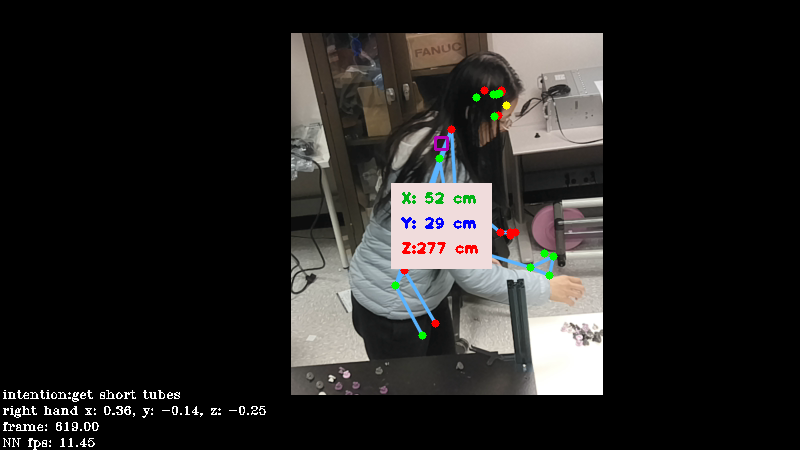 FANUC
X: 52 cm
Y: 29 cm
Z:277 cm
intention:get short tubes
right hand x: 0.36, y: -0.14, z: -0.25
frame: 619.00
NN fps: 11.45